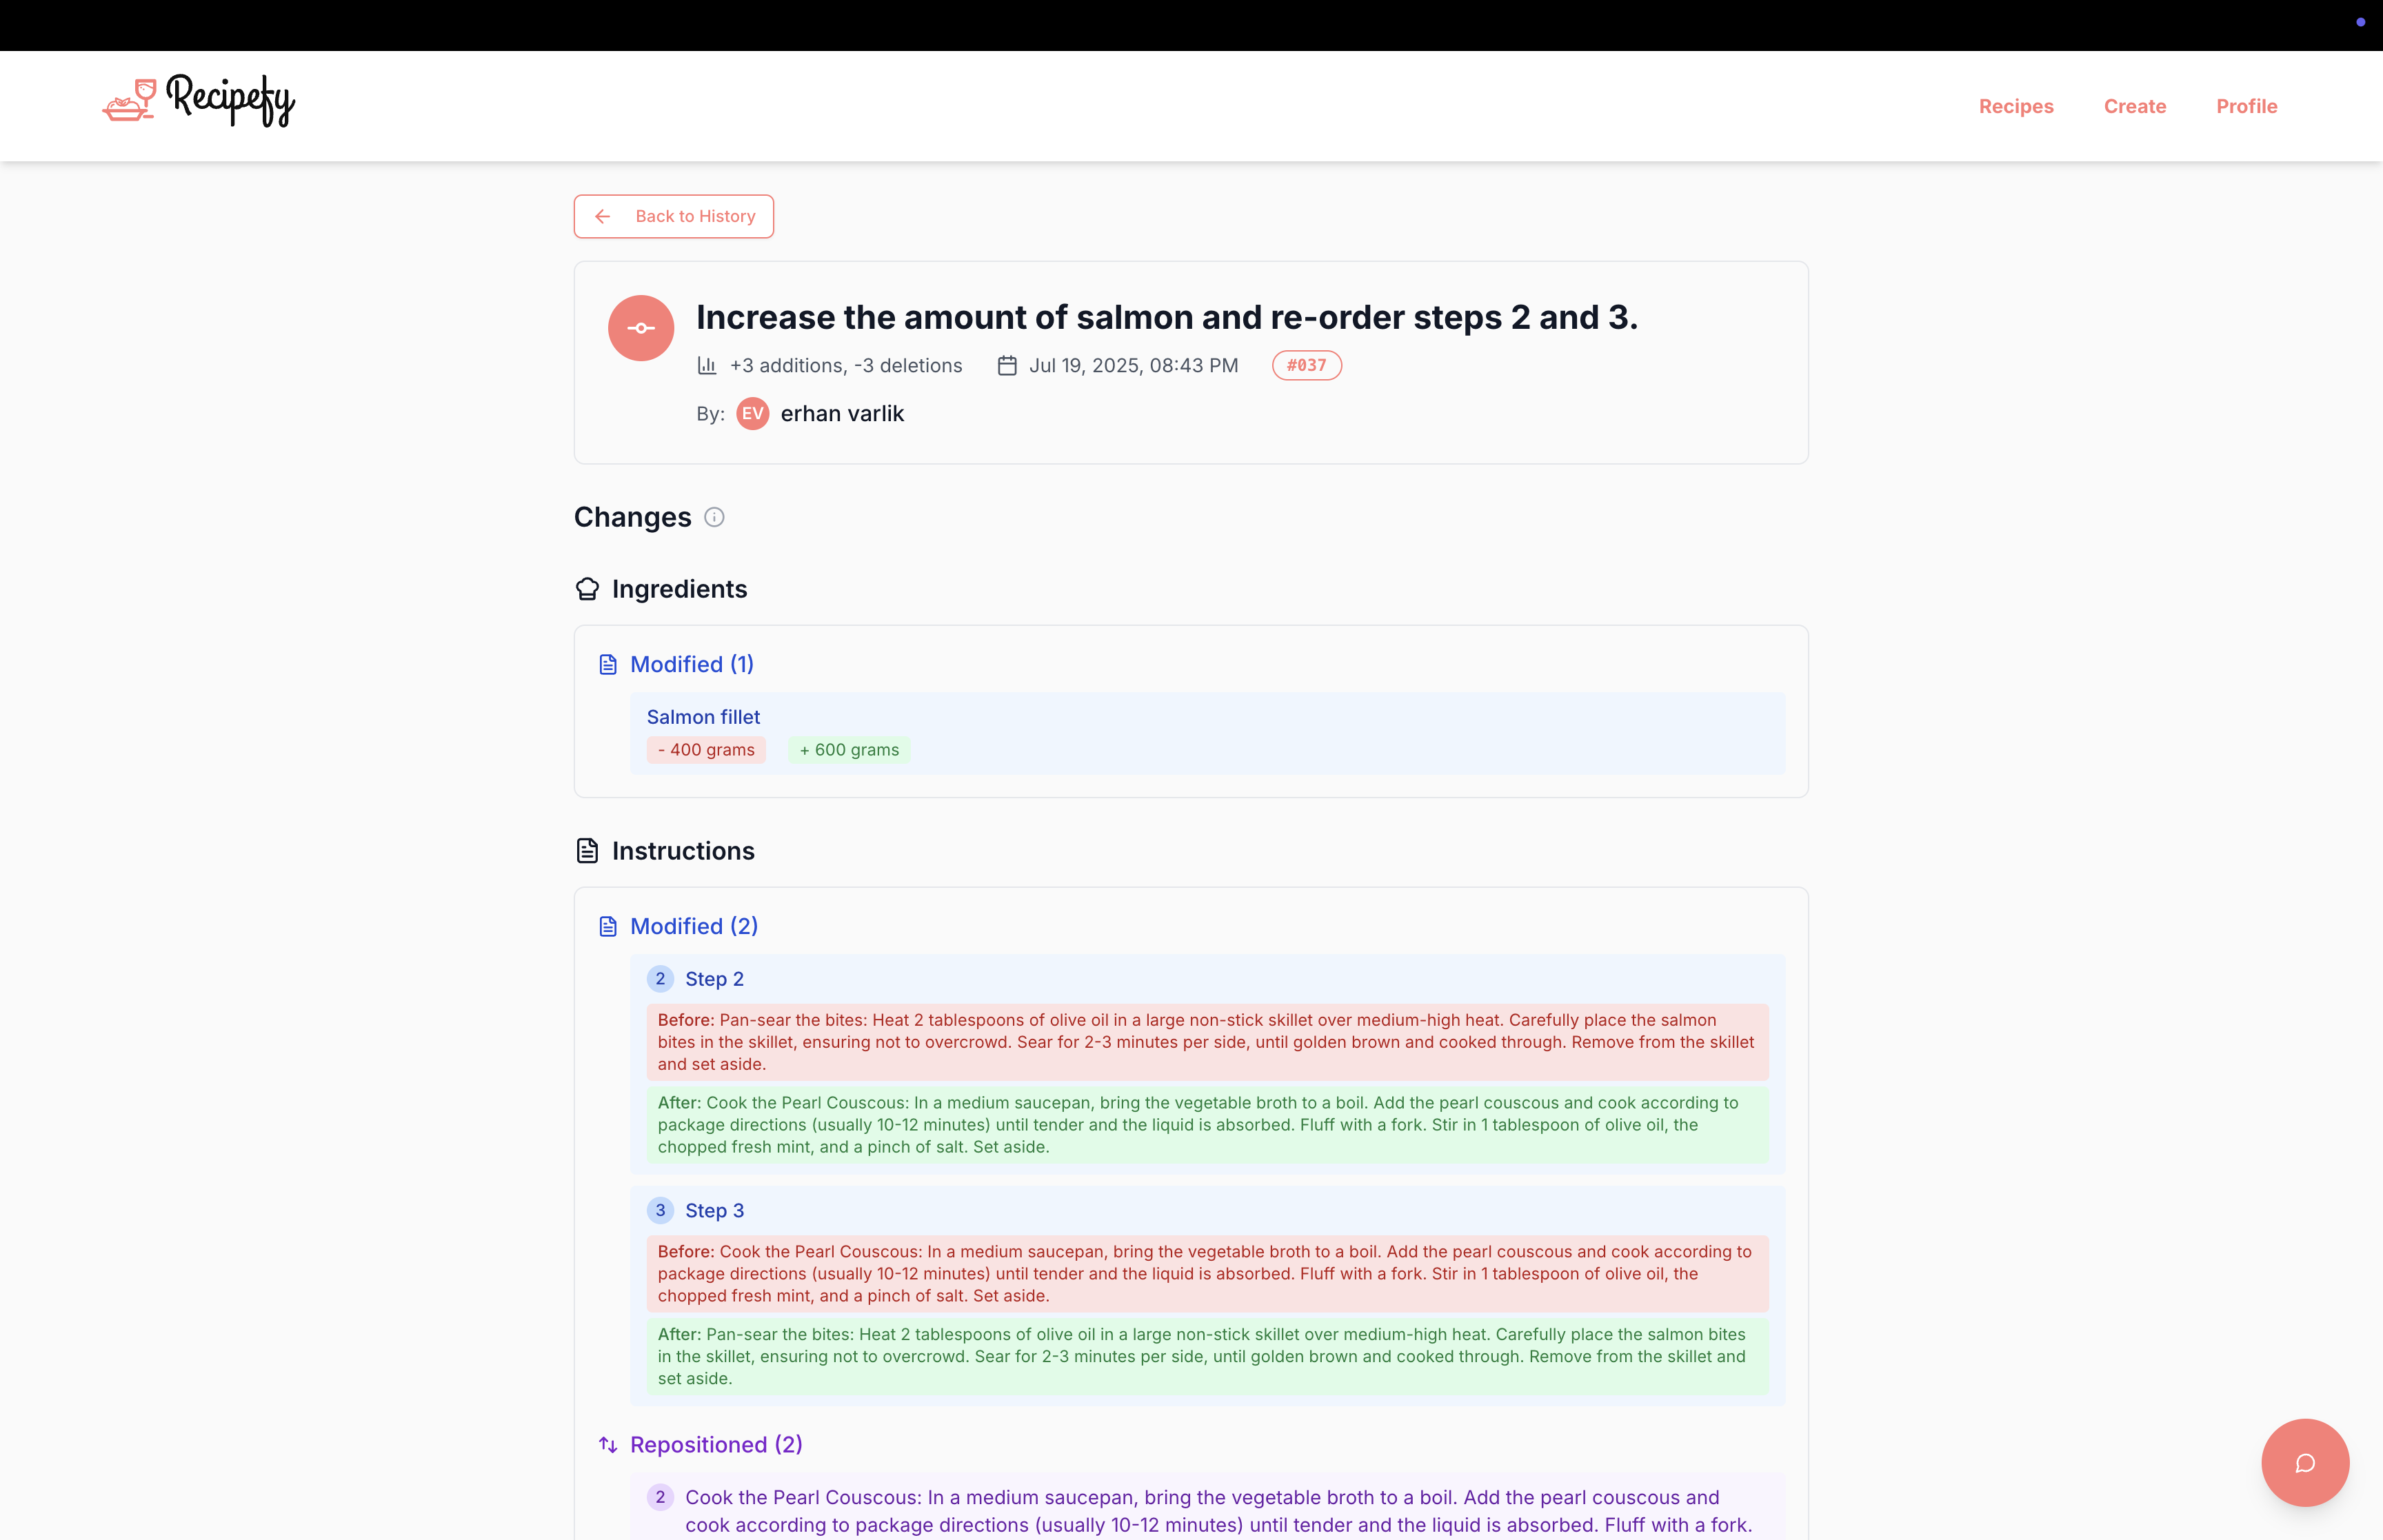 Recipefy
Recipes Create Profile
Back to History
Increase the amount of salmon and re-order steps 2 and 3.
+3 additions, -3 deletions Jul 19, 2025, 08:43 PM #037
By: EV erhan varlik
Changes
Ingredients
Modified (1)
Salmon fillet
- 400 grams + 600 grams
Instructions
Modified (2)
2 Step 2
Before: Pan-sear the bites: Heat 2 tablespoons of olive oil in a large non-stick skillet over medium-high heat. Carefully place the salmon
bites in the skillet, ensuring not to overcrowd. Sear for 2-3 minutes per side, until golden brown and cooked through. Remove from the skillet
and set aside.
After: Cook the Pearl Couscous: In a medium saucepan, bring the vegetable broth to a boil. Add the pearl couscous and cook according to
package directions (usually 10-12 minutes) until tender and the liquid is absorbed. Fluff with a fork. Stir in 1 tablespoon of olive oil, the
chopped fresh mint, and a pinch of salt. Set aside.
3 Step 3
Before: Cook the Pearl Couscous: In a medium saucepan, bring the vegetable broth to a boil. Add the pearl couscous and cook according to
package directions (usually 10-12 minutes) until tender and the liquid is absorbed. Fluff with a fork. Stir in 1 tablespoon of olive oil, the
chopped fresh mint, and a pinch of salt. Set aside.
After: Pan-sear the bites: Heat 2 tablespoons of olive oil in a large non-stick skillet over medium-high heat. Carefully place the salmon bites
in the skillet, ensuring not to overcrowd. Sear for 2-3 minutes per side, until golden brown and cooked through. Remove from the skillet and
set aside.
Repositioned (2)
2 Cook the Pearl Couscous: In a medium saucepan, bring the vegetable broth to a boil. Add the pearl couscous and
cook according to package directions (usually 10-12 minutes) until tender and the liquid is absorbed. Fluff with a fork.